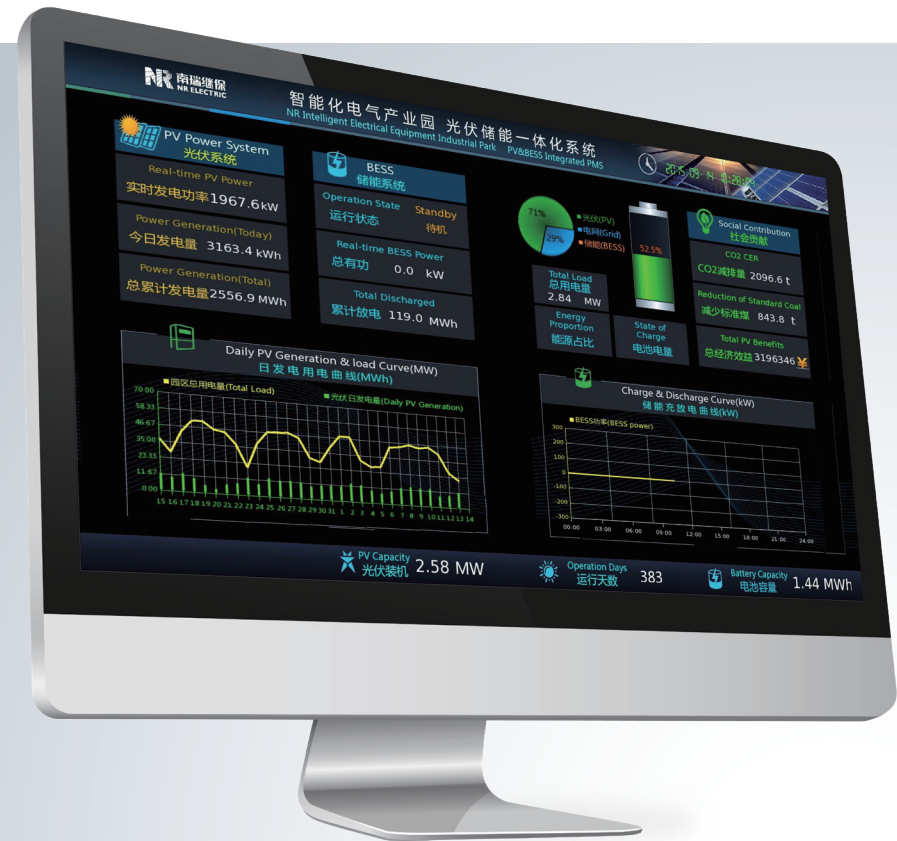 NR 南瑞继保
NR ELECTRIC
智能化电气产业园 光伏储能一体化系统
NR Intelligent Electrical Equipment Industrial Park PV&BESS Integrated PMS
PV Power System
光伏系统
Real-time PV Power
实时发电功率1967.6kW
Power Generation(Today)
今日发电量 3163.4 kWh
Power Generation(Total)
总累计发电量2556.9 MWh
BESS
储能系统
Operation State Standby
运行状态 待机
Real-time BESS Power
总有功 0.0 kW
Total Discharged
累计放电 119.0 MWh
71%
29%
光伏(PV)
电网(Grid)
储能(BESS)
52.5%
Total Load
总用电量
2.84 MW
Energy
Proportion
能源占比
State of
Charge
电池电量
Social Contribution
社会贡献
CO2 CER
CO2减排量 2096.6 t
Reduction of Standard Coal
减少标准煤 843.8 t
Total PV Benefits
总经济效益3196346¥
Daily PV Generation & load Curve(MW)
日发电用电曲线(MWh)
园区总用电量(Total Load) 光伏日发电量(Daily PV Generation)
70.00
58.33
46.67
35.00
23.33
11.67
0.00
15 16 17 18 19 20 21 22 23 24 25 26 27 28 29 30 31 1 2 3 4 5 6 7 8 9 10 11 12 13 14
Charge & Discharge Curve(kW)
储能充放电曲线(kW)
BESS功率(BESS power)
300
200
100
0
-100
-200
-300
00:00 03:00 06:00 09:00 12:00 15:00 18:00 21:00 24:00
PV Capacity
光伏装机 2.58 MW
Operation Days
运行天数 383
Battery Capacity
电池容量 1.44 MWh